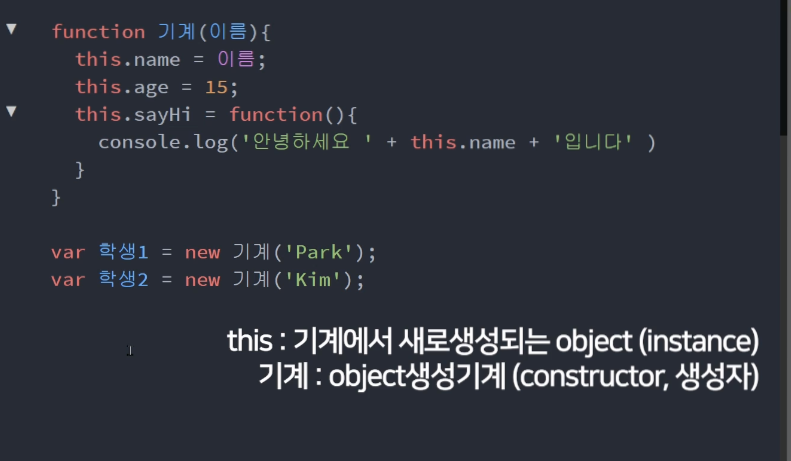 function 기계(이름){
this.name = 이름;
this.age = 15;
this.sayHi = function(){
console.log('안녕하세요 ' + this.name + '입니다' )
}
}
var 학생1 = new 기계('Park');
var 학생2 = new 기계('Kim');
this : 기계에서 새로생성되는 object (instance)
기계 : object생성기계 (constructor, 생성자)